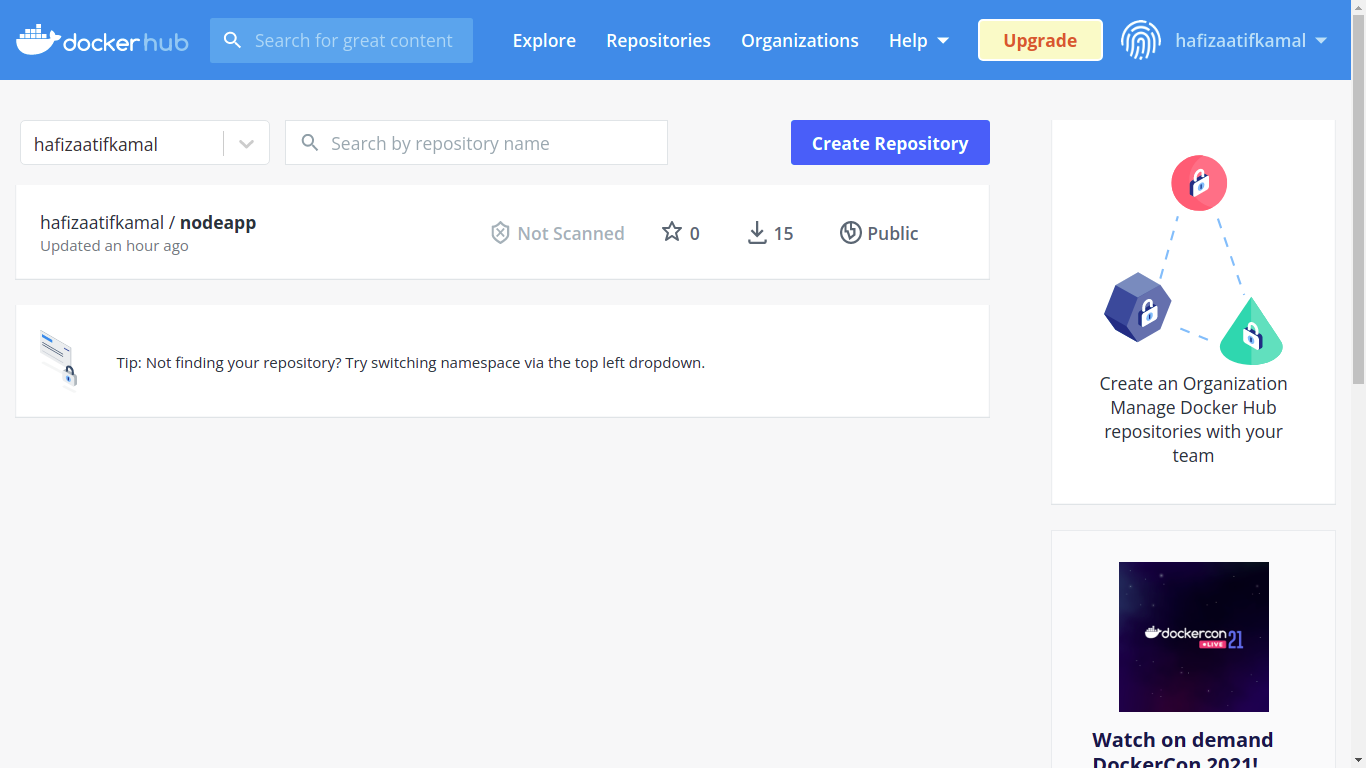 docker hub
Search for great content
Explore
Repositories
Organizations
Help
Upgrade
hafizaatifkamal
hafizaatifkamal
Search by repository name
Create Repository
hafizaatifkamal / nodeapp
Updated an hour ago
Not Scanned
0
15
Public
Tip: Not finding your repository? Try switching namespace via the top left dropdown.
Create an Organization
Manage Docker Hub
repositories with your
team
dockercon
LIVE
21
Watch on demand
DockerCon 2021!